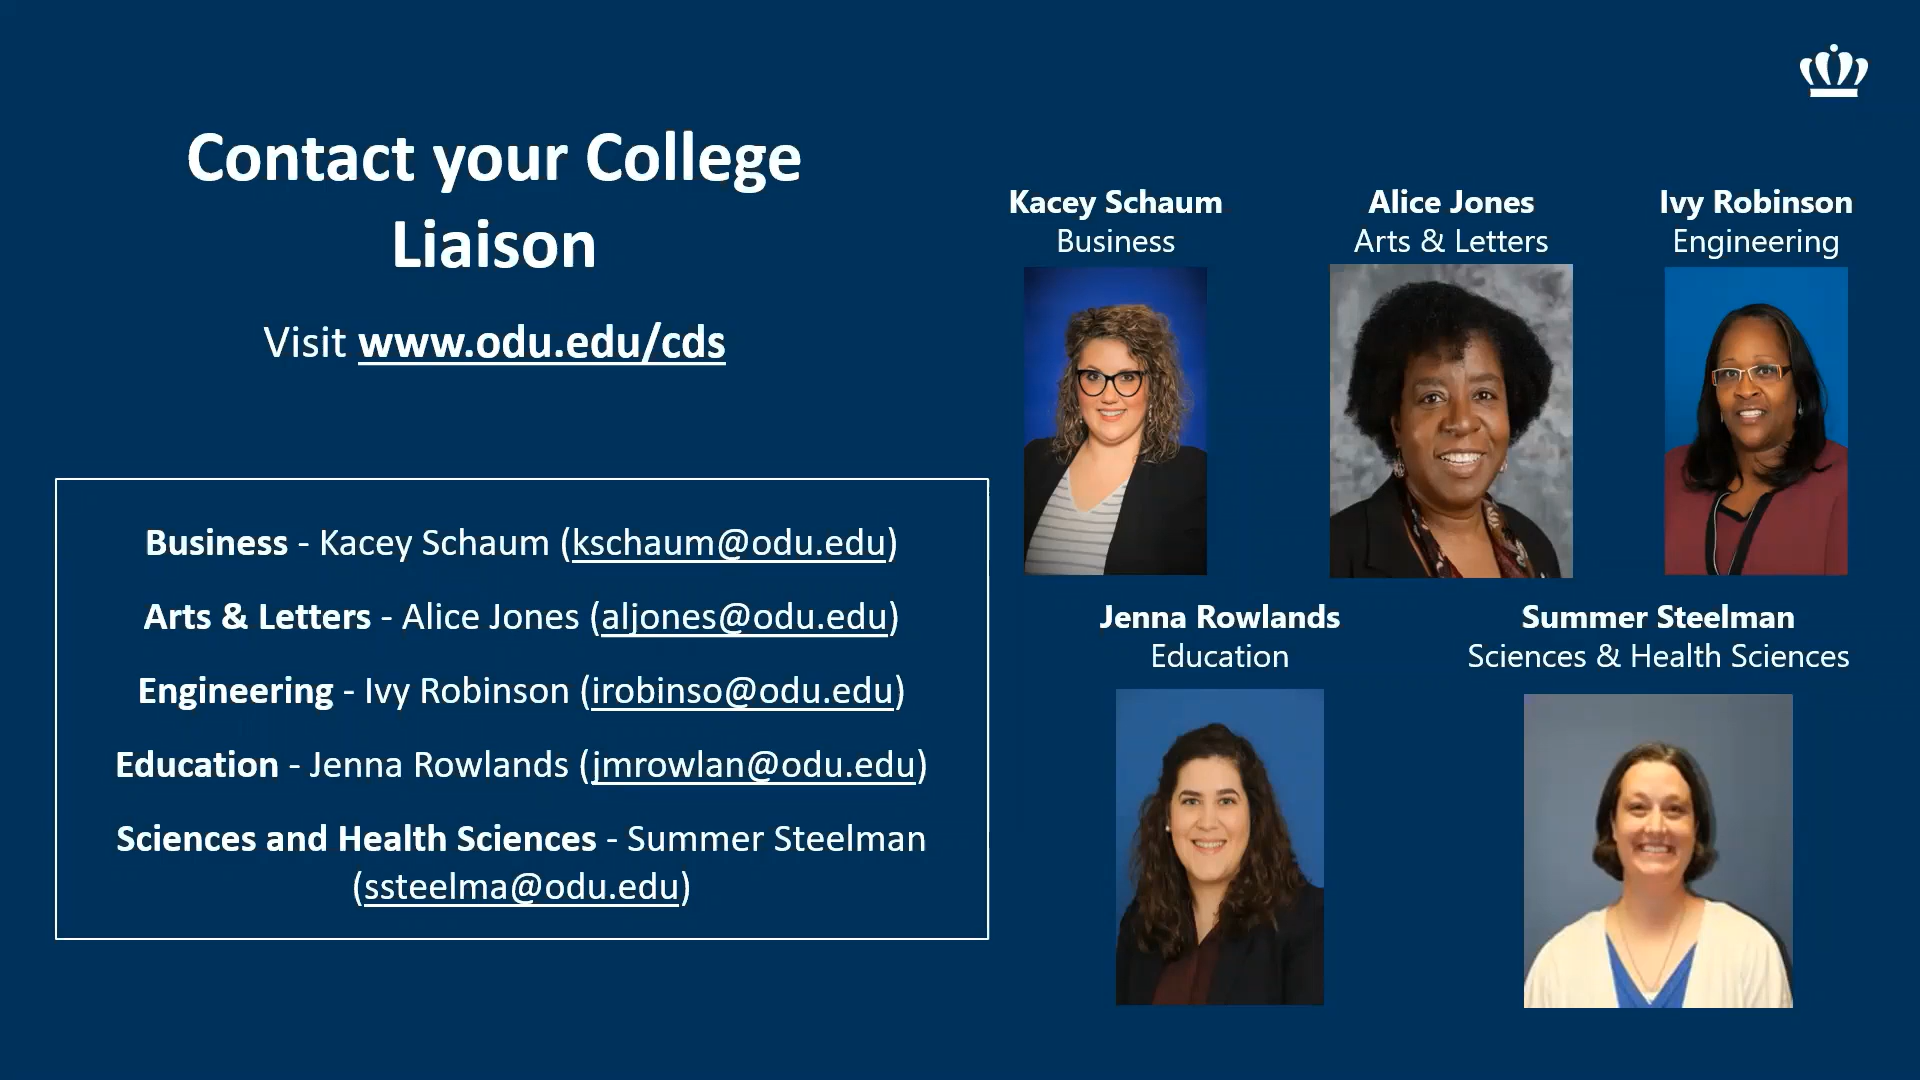 Contact your College
Liaison
Visit www.odu.edu/cds
Business - Kacey Schaum (kschaum@odu.edu)
Arts & Letters - Alice Jones (aljones@odu.edu)
Engineering - Ivy Robinson (irobinso@odu.edu)
Education - Jenna Rowlands (jmrowlan@odu.edu)
Sciences and Health Sciences - Summer Steelman
(ssteelma@odu.edu)
Kacey Schaum
Business
Alice Jones
Arts & Letters
Ivy Robinson
Engineering
Jenna Rowlands
Education
Summer Steelman
Sciences & Health Sciences